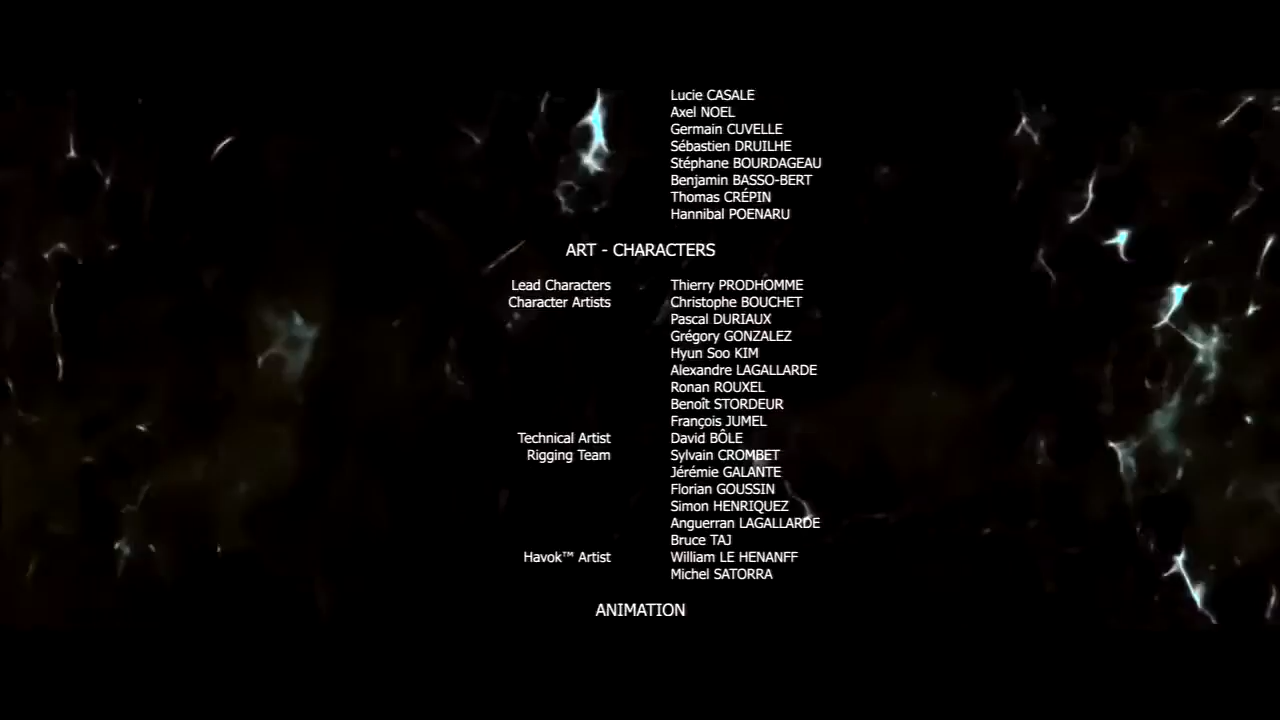 Lucie CASALE
Axel NOEL
Germain CUVELLE
Sébastien DRUILHE
Stéphane BOURDAGEAU
Benjamin BASSO-BERT
Thomas CRÉPIN
Hannibal POENARU
ART - CHARACTERS
Lead Characters Thierry PRODHOMME
Character Artists Christophe BOUCHET
Pascal DURIAUX
Grégory GONZALEZ
Hyun Soo KIM
Alexandre LAGALLARDE
Ronan ROUXEL
Benoît STORDEUR
François JUMEL
Technical Artist David BÔLE
Rigging Team Sylvain CROMBET
Jérémie GALANTE
Florian GOUSSIN
Simon HENRIQUEZ
Anguerran LAGALLARDE
Bruce TAJ
Havok™ Artist William LE HENANFF
Michel SATORRA
ANIMATION